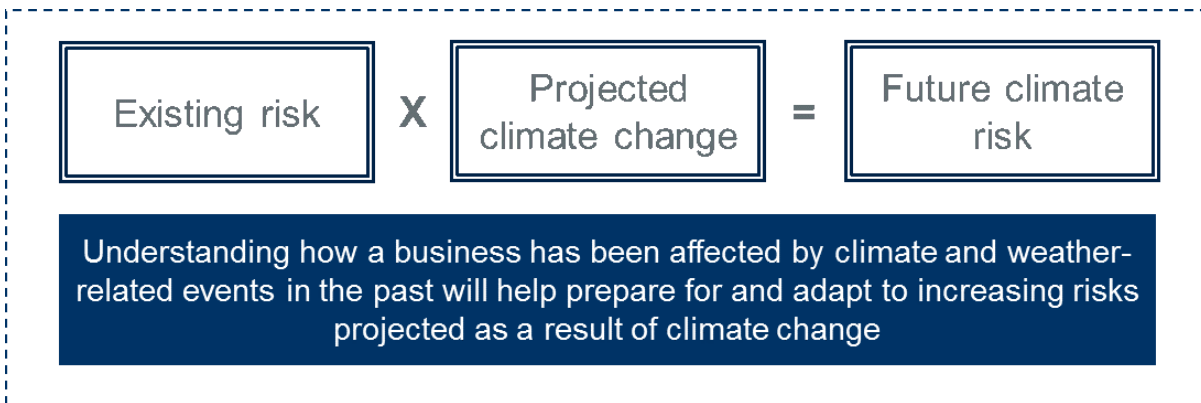 Existing risk X Projected climate change = Future climate risk
Understanding how a business has been affected by climate and weather-
related events in the past will help prepare for and adapt to increasing risks
projected as a result of climate change